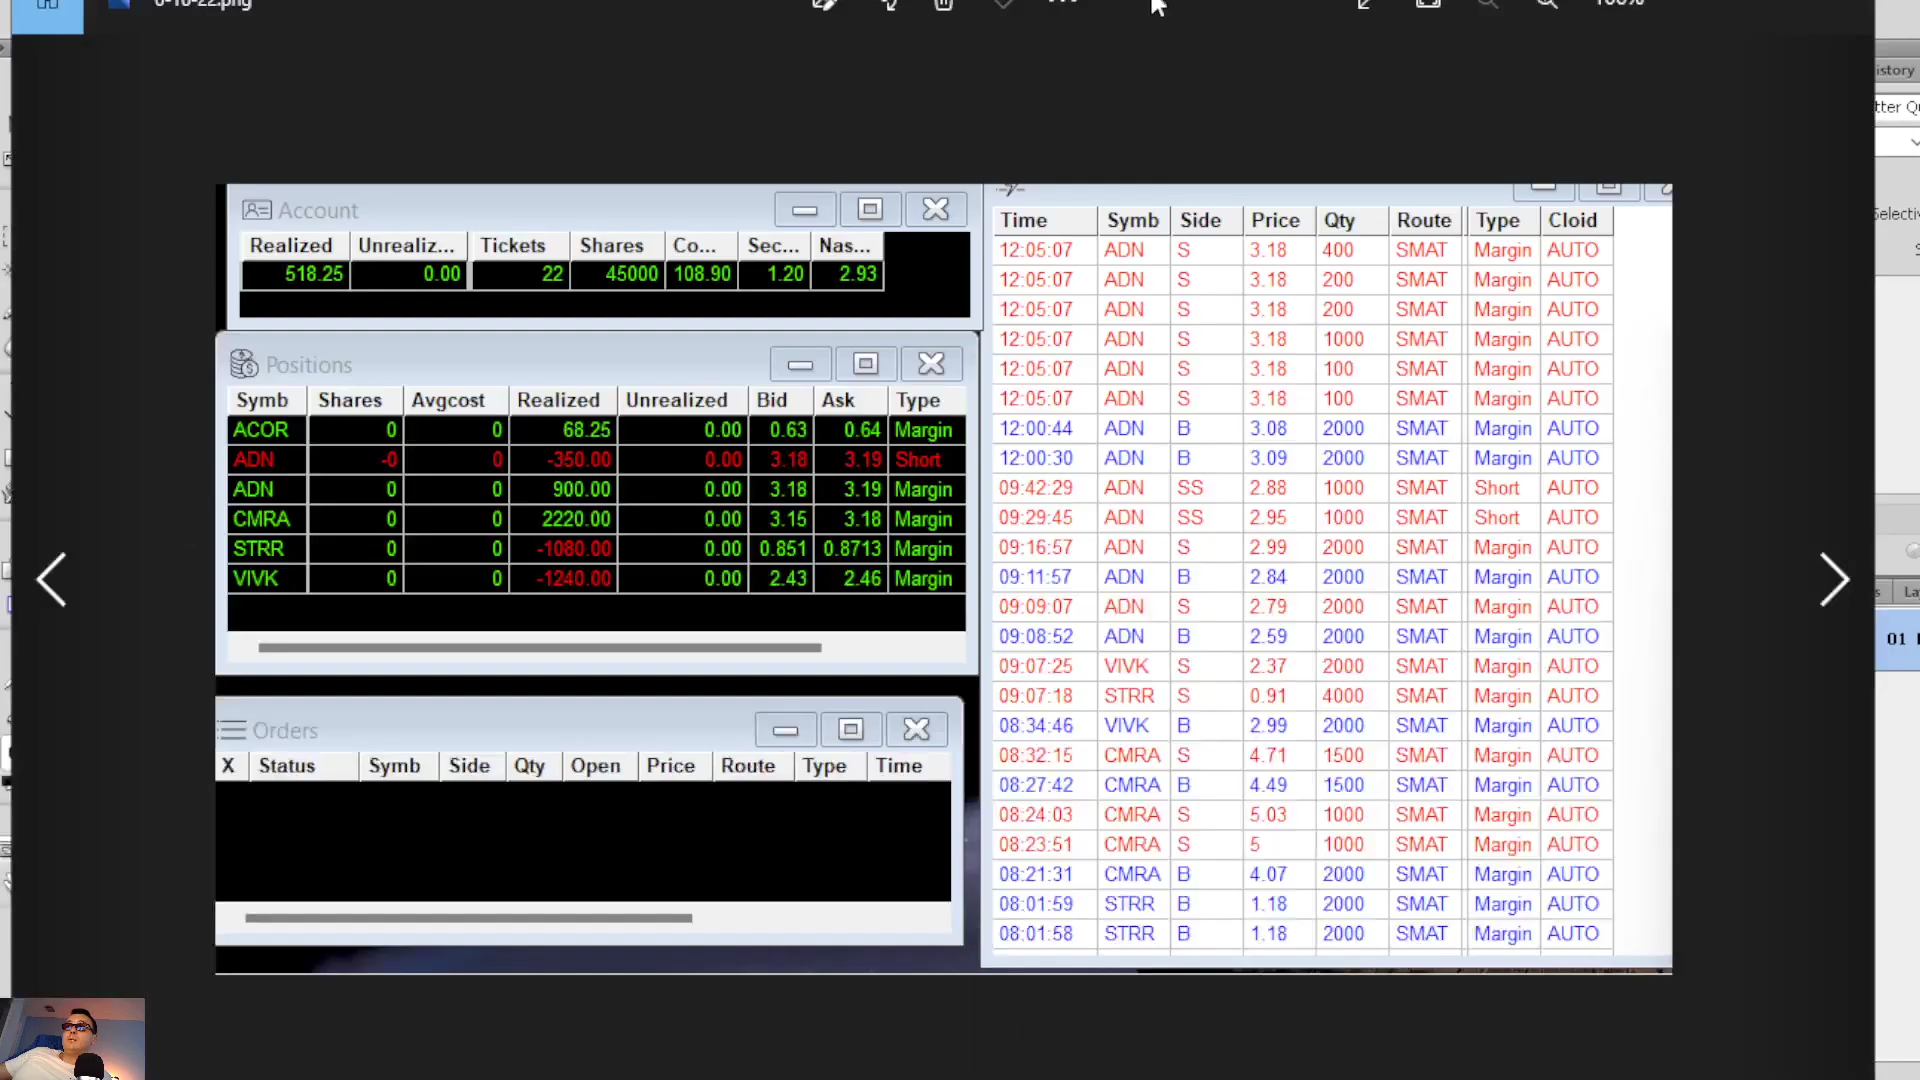 6-10-22.png
100%
istory
Account
Realized Unrealiz... Tickets Shares Co... Sec... Nas...
518.25 0.00 22 45000 108.90 1.20 2.93
Positions
Symb Shares Avgcost Realized Unrealized Bid Ask Type
ACOR 0 0 68.25 0.00 0.63 0.64 Margin
ADN -0 0 -350.00 0.00 3.18 3.19 Short
ADN 0 0 900.00 0.00 3.18 3.19 Margin
CMRA 0 0 2220.00 0.00 3.15 3.18 Margin
STRR 0 0 -1080.00 0.00 0.851 0.8713 Margin
VIVK 0 0 -1240.00 0.00 2.43 2.46 Margin
Orders
X Status Symb Side Qty Open Price Route Type Time
Time Symb Side Price Qty Route Type Cloid
12:05:07 ADN S 3.18 400 SMAT Margin AUTO
12:05:07 ADN S 3.18 200 SMAT Margin AUTO
12:05:07 ADN S 3.18 200 SMAT Margin AUTO
12:05:07 ADN S 3.18 1000 SMAT Margin AUTO
12:05:07 ADN S 3.18 100 SMAT Margin AUTO
12:05:07 ADN S 3.18 100 SMAT Margin AUTO
12:00:44 ADN B 3.08 2000 SMAT Margin AUTO
12:00:30 ADN B 3.09 2000 SMAT Margin AUTO
09:42:29 ADN SS 2.88 1000 SMAT Short AUTO
09:29:45 ADN SS 2.95 1000 SMAT Short AUTO
09:16:57 ADN S 2.99 2000 SMAT Margin AUTO
09:11:57 ADN B 2.84 2000 SMAT Margin AUTO
09:09:07 ADN S 2.79 2000 SMAT Margin AUTO
09:08:52 ADN B 2.59 2000 SMAT Margin AUTO
09:07:25 VIVK S 2.37 2000 SMAT Margin AUTO
09:07:18 STRR S 0.91 4000 SMAT Margin AUTO
08:34:46 VIVK B 2.99 2000 SMAT Margin AUTO
08:32:15 CMRA S 4.71 1500 SMAT Margin AUTO
08:27:42 CMRA B 4.49 1500 SMAT Margin AUTO
08:24:03 CMRA S 5.03 1000 SMAT Margin AUTO
08:23:51 CMRA S 5 1000 SMAT Margin AUTO
08:21:31 CMRA B 4.07 2000 SMAT Margin AUTO
08:01:59 STRR B 1.18 2000 SMAT Margin AUTO
08:01:58 STRR B 1.18 2000 SMAT Margin AUTO
tter Q
Selectiv
s La
01